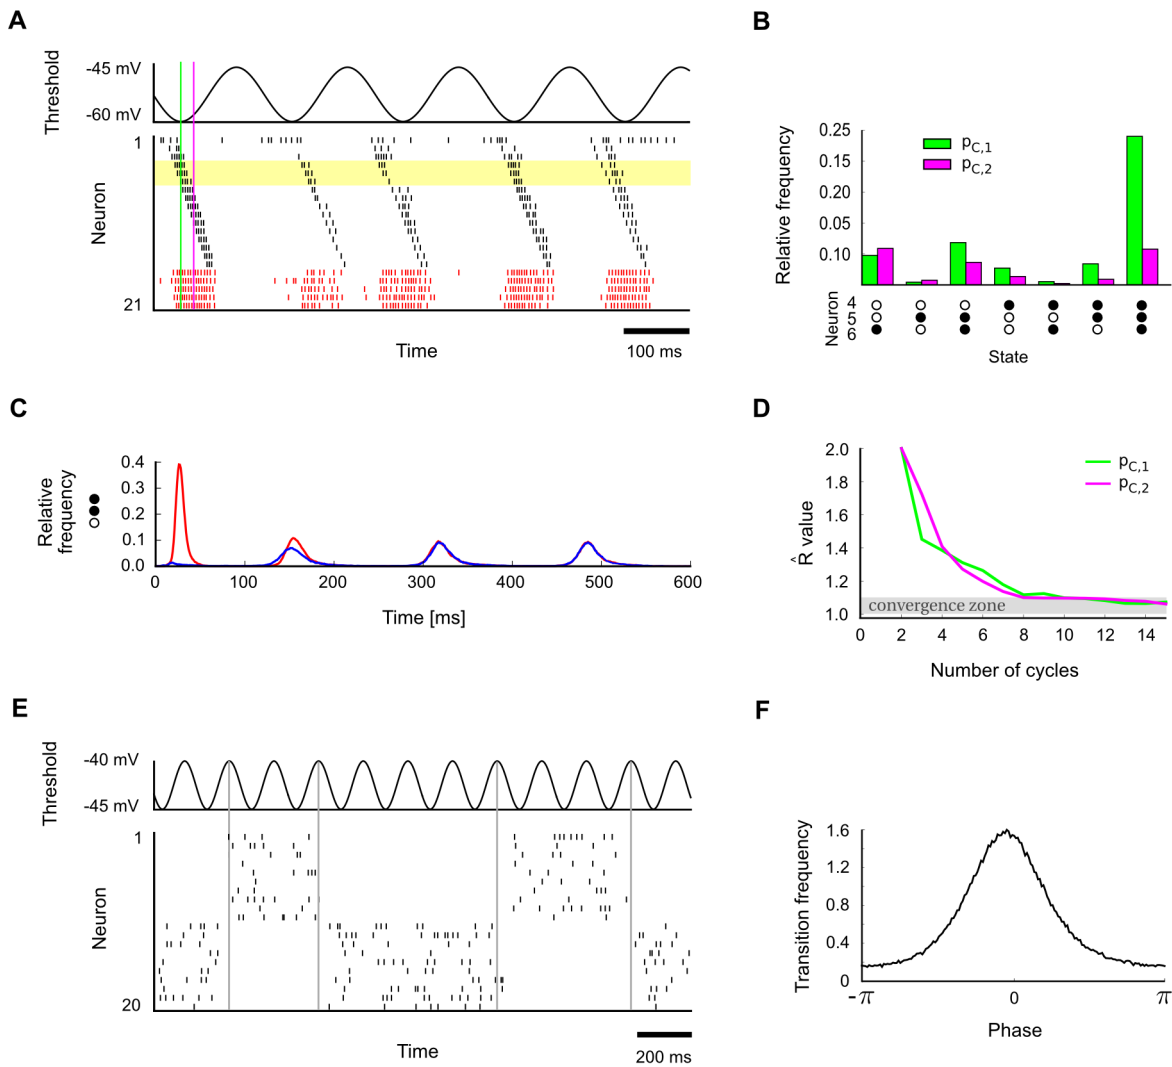 A
Threshold
-45 mV
-60 mV
Neuron
1
21
Time
100 ms
B
Relative frequency
0.25
0.15
0.20
0.05
0.10
p_C,1
p_C,2
Neuron
4
5
6
State
C
Relative
frequency
0.4
0.3
0.2
0.1
0.0
0 100 200 300 400 500 600
Time [ms]
D
R̂ value
2.0
1.8
1.6
1.4
1.2
1.0
p_C,1
p_C,2
convergence zone
0 2 4 6 8 10 12 14
Number of cycles
E
Threshold
-40 mV
-45 mV
Neuron
1
20
Time
200 ms
F
Transition frequency
1.6
1.2
0.8
0.4
0
-π 0 π
Phase